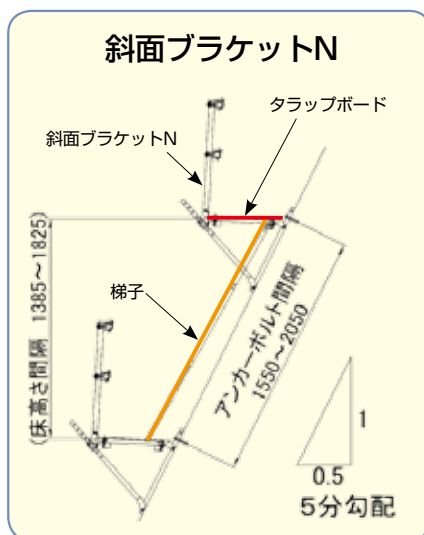 斜面ブラケットN
タラップボード
斜面ブラケットN
(床高さ間隔 1385～1825)
梯子
アンカーボルト間隔
1550～2050
1
0.5
5分勾配